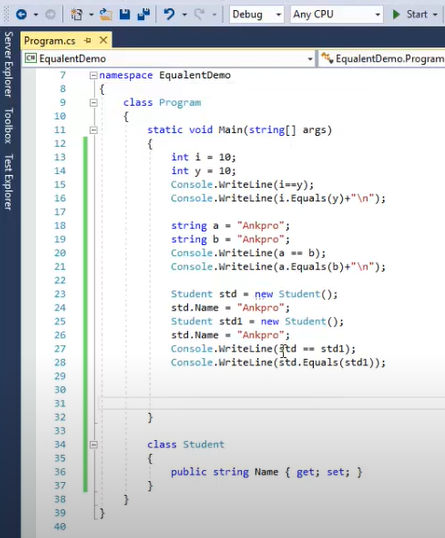 Debug Any CPU Start
Program.cs
EqualentDemo EqualentDemo.Program
Server Explorer
Toolbox
Test Explorer
7 namespace EqualentDemo
8 {
9 class Program
10 {
11 static void Main(string[] args)
12 {
13 int i = 10;
14 int y = 10;
15 Console.WriteLine(i==y);
16 Console.WriteLine(i.Equals(y)+"\n");
17
18 string a = "Ankpro";
19 string b = "Ankpro";
20 Console.WriteLine(a == b);
21 Console.WriteLine(a.Equals(b)+"\n");
22
23 Student std = new Student();
24 std.Name = "Ankpro";
25 Student std1 = new Student();
26 std.Name = "Ankpro";
27 Console.WriteLine(std == std1);
28 Console.WriteLine(std.Equals(std1));
29
30
31
32 }
33
34 class Student
35 {
36 public string Name { get; set; }
37 }
38 }
39 }
40